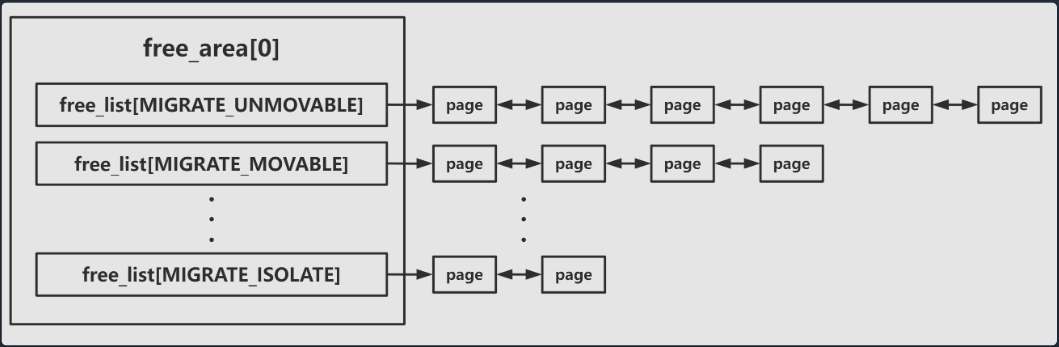 free_area[0]
free_list[MIGRATE_UNMOVABLE] page page page page page page
free_list[MIGRATE_MOVABLE] page page page page
free_list[MIGRATE_ISOLATE] page page